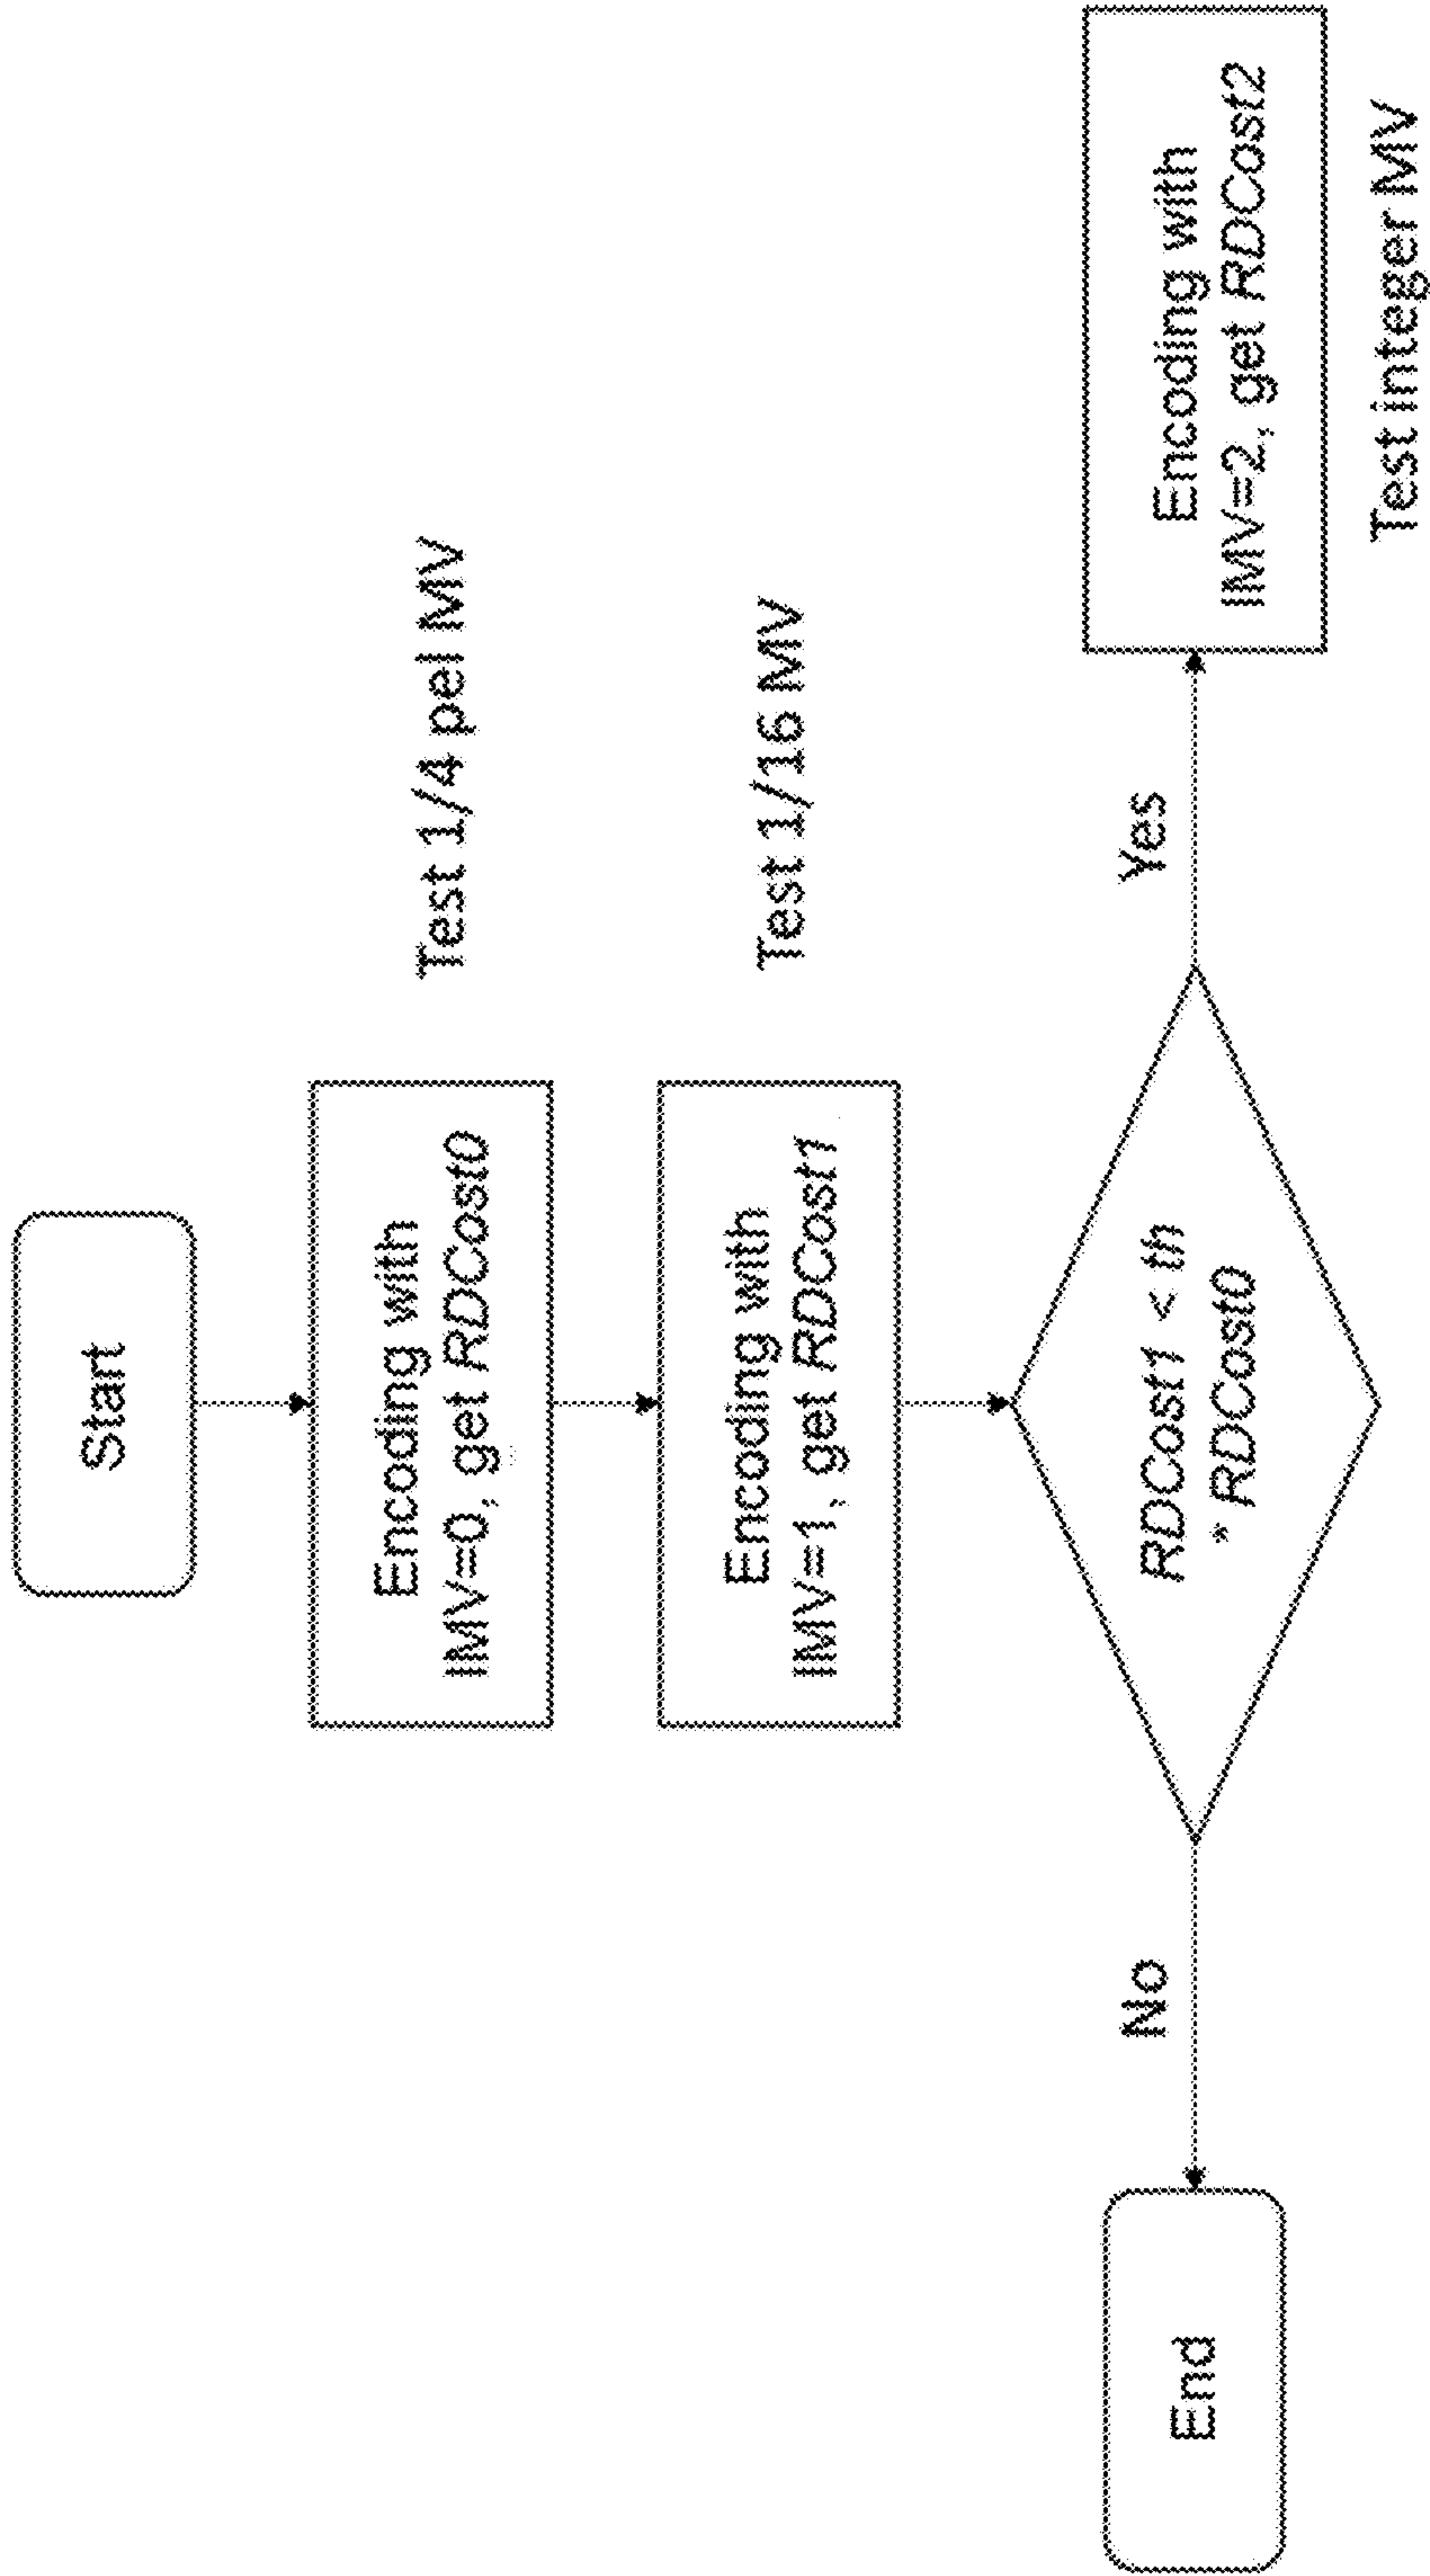 Start
Encoding with
IMV=0, get RDCost0
Test 1/4 pel MV
Encoding with
IMV=1, get RDCost1
Test 1/16 MV
RDCost1 < th
* RDCost0
No
Yes
End
Encoding with
IMV=2, get RDCost2
Test integer MV